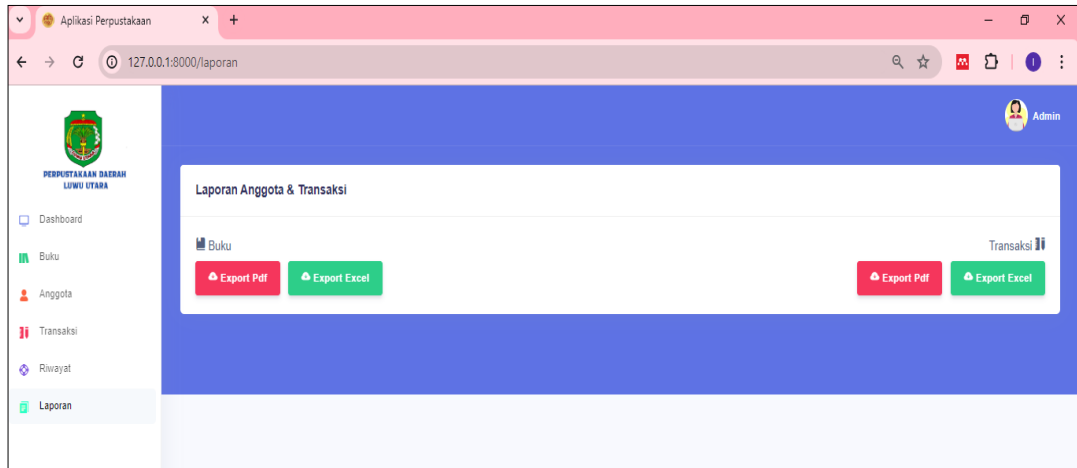 Aplikasi Perpustakaan
127.0.0.1:8000/laporan
I
Admin
PERPUSTAKAAN DAERAH
LUWU UTARA
Laporan Anggota & Transaksi
Dashboard
Buku
Anggota
Transaksi
Riwayat
Laporan
Buku
Transaksi
Export Pdf
Export Excel
Export Pdf
Export Excel